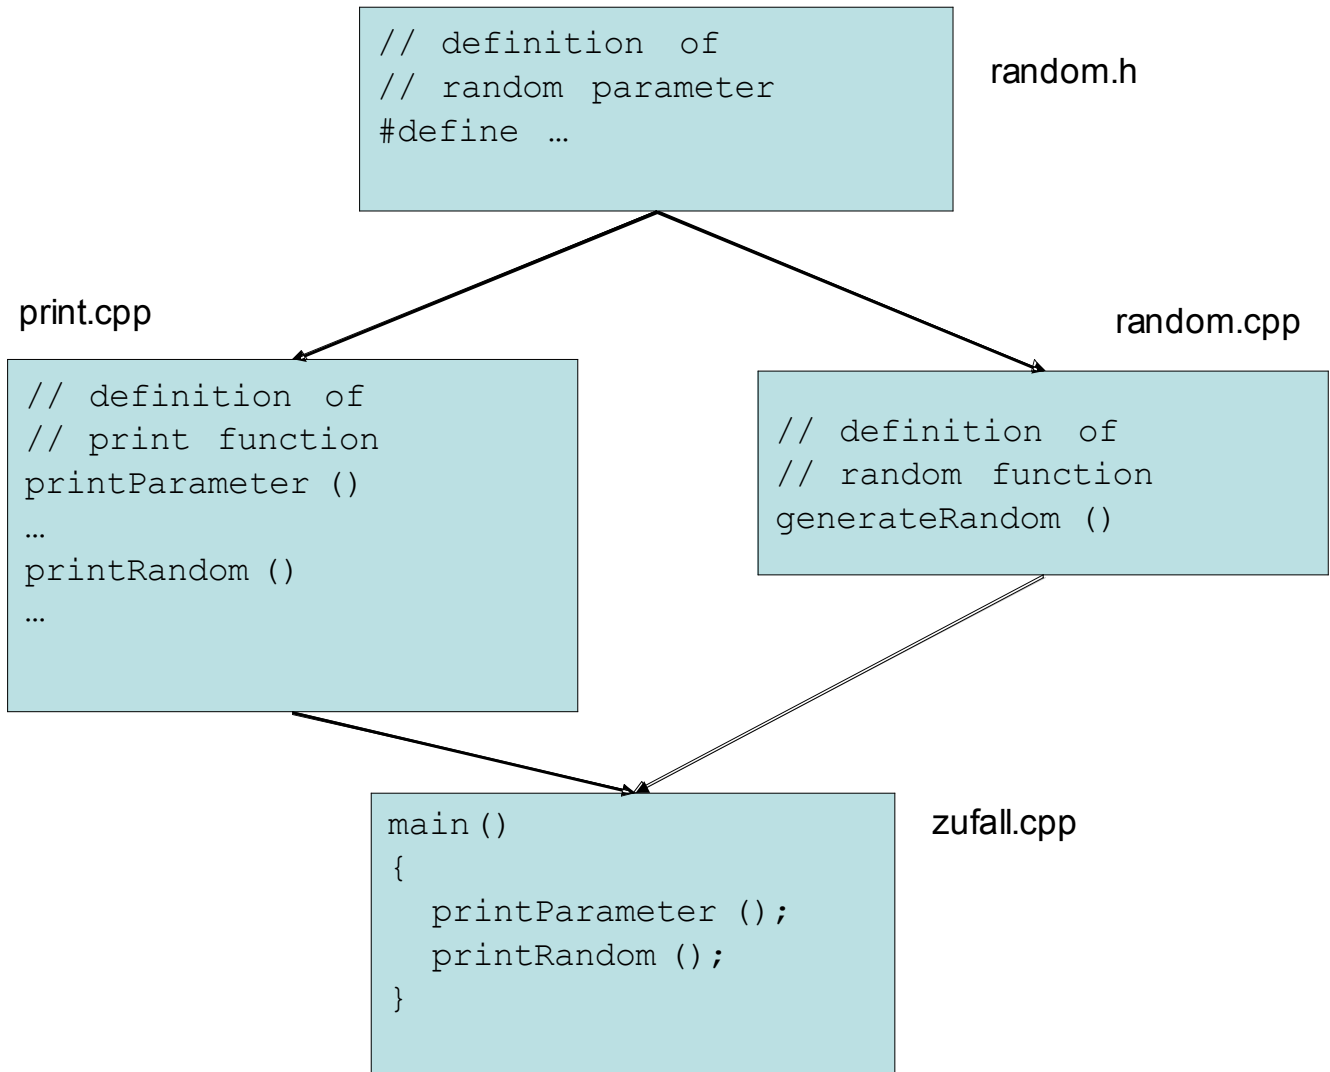 // definition of
// random parameter
#define …
random.h
print.cpp
// definition of
// print function
printParameter ()
…
printRandom ()
…
random.cpp
// definition of
// random function
generateRandom ()
main ()
{
printParameter ();
printRandom ();
}
zufall.cpp